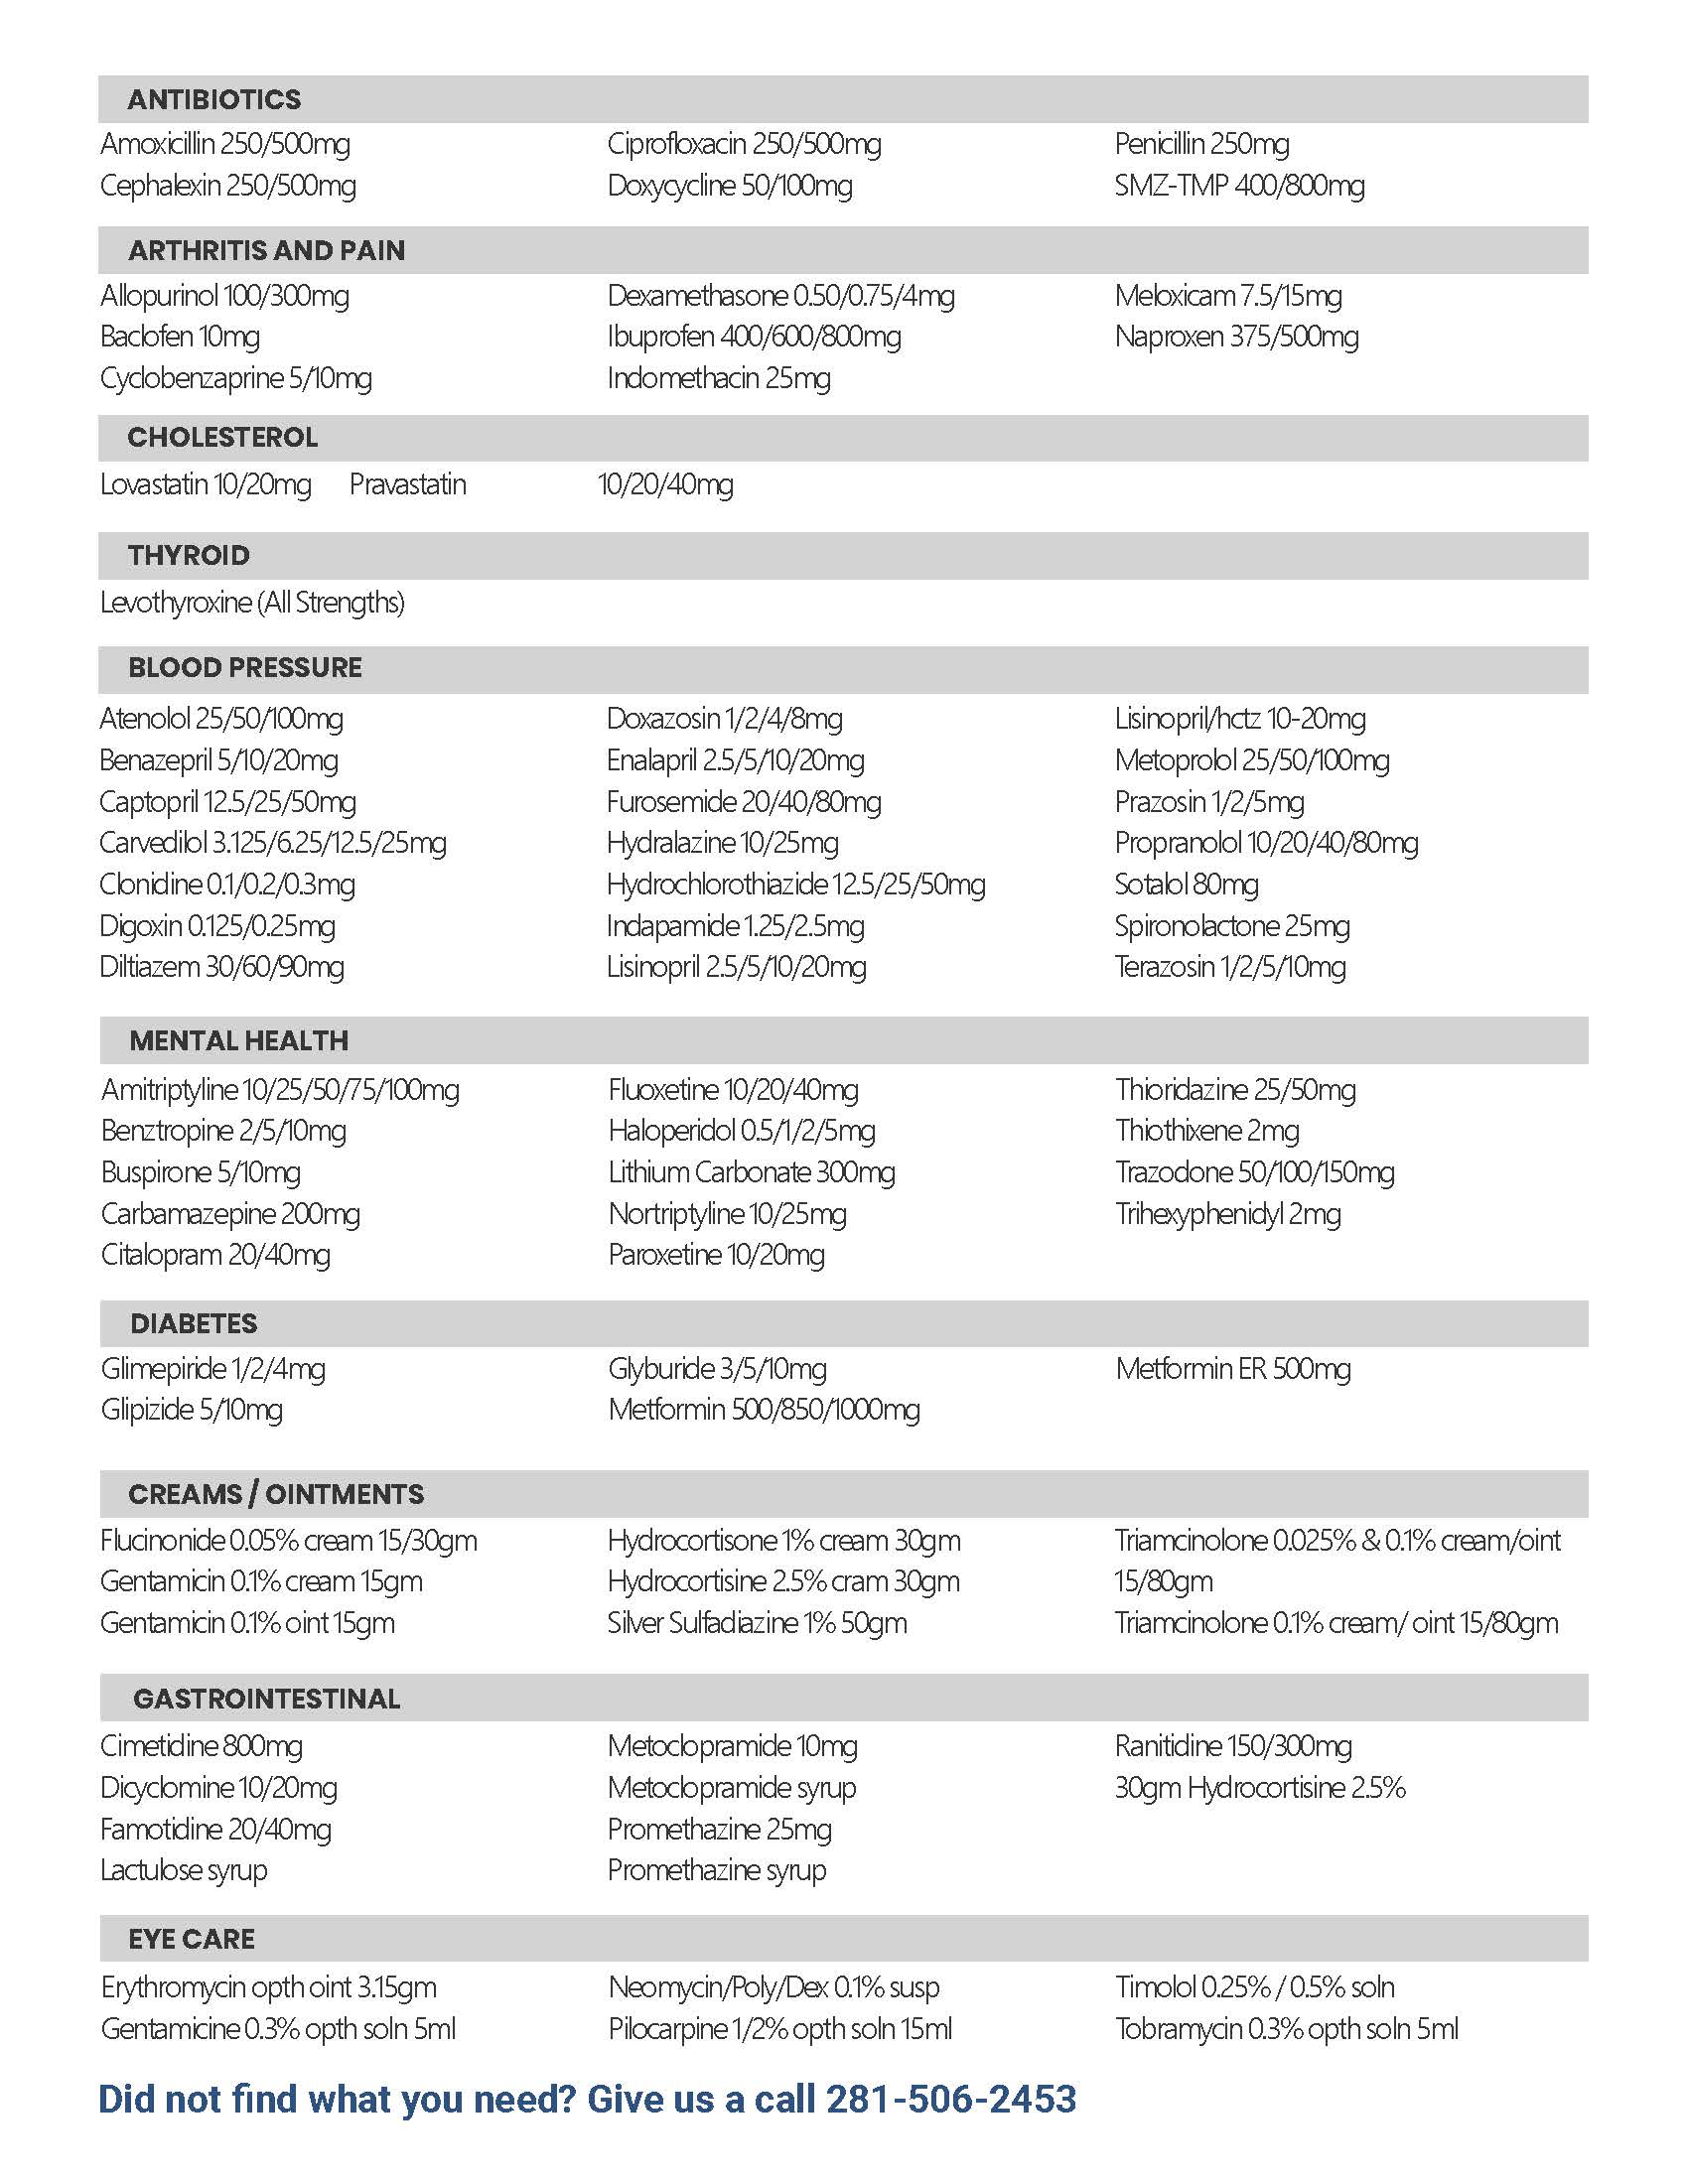 ANTIBIOTICS
Amoxicillin 250/500mg
Cephalexin 250/500mg
Ciprofloxacin 250/500mg
Doxycycline 50/100mg
Penicillin 250mg
SMZ-TMP 400/800mg
ARTHRITIS AND PAIN
Allopurinol 100/300mg
Baclofen 10mg
Cyclobenzaprine 5/10mg
Dexamethasone 0.50/0.75/4mg
Ibuprofen 400/600/800mg
Indomethacin 25mg
Meloxicam 7.5/15mg
Naproxen 375/500mg
CHOLESTEROL
Lovastatin 10/20mg Pravastatin 10/20/40mg
THYROID
Levothyroxine (All Strengths)
BLOOD PRESSURE
Atenolol 25/50/100mg
Benazepril 5/10/20mg
Captopril 12.5/25/50mg
Carvedilol 3.125/6.25/12.5/25mg
Clonidine 0.1/0.2/0.3mg
Digoxin 0.125/0.25mg
Diltiazem 30/60/90mg
Doxazosin 1/2/4/8mg
Enalapril 2.5/5/10/20mg
Furosemide 20/40/80mg
Hydralazine 10/25mg
Hydrochlorothiazide 12.5/25/50mg
Indapamide 1.25/2.5mg
Lisinopril 2.5/5/10/20mg
Lisinopril/hctz 10-20mg
Metoprolol 25/50/100mg
Prazosin 1/2/5mg
Propranolol 10/20/40/80mg
Sotalol 80mg
Spironolactone 25mg
Terazosin 1/2/5/10mg
MENTAL HEALTH
Amitriptyline 10/25/50/75/100mg
Benztropine 2/5/10mg
Buspirone 5/10mg
Carbamazepine 200mg
Citalopram 20/40mg
Fluoxetine 10/20/40mg
Haloperidol 0.5/1/2/5mg
Lithium Carbonate 300mg
Nortriptyline 10/25mg
Paroxetine 10/20mg
Thioridazine 25/50mg
Thiothixene 2mg
Trazodone 50/100/150mg
Trihexyphenidyl 2mg
DIABETES
Glimepiride 1/2/4mg
Glipizide 5/10mg
Glyburide 3/5/10mg
Metformin 500/850/1000mg
Metformin ER 500mg
CREAMS / OINTMENTS
Flucinonide 0.05% cream 15/30gm
Gentamicin 0.1% cream 15gm
Gentamicin 0.1% oint 15gm
Hydrocortisone 1% cream 30gm
Hydrocortisine 2.5% cram 30gm
Silver Sulfadiazine 1% 50gm
Triamcinolone 0.025% & 0.1% cream/oint
15/80gm
Triamcinolone 0.1% cream/ oint 15/80gm
GASTROINTESTINAL
Cimetidine 800mg
Dicyclomine 10/20mg
Famotidine 20/40mg
Lactulose syrup
Metoclopramide 10mg
Metoclopramide syrup
Promethazine 25mg
Promethazine syrup
Ranitidine 150/300mg
30gm Hydrocortisine 2.5%
EYE CARE
Erythromycin opth oint 3.15gm
Gentamicine 0.3% opth soln 5ml
Neomycin/Poly/Dex 0.1% susp
Pilocarpine 1/2% opth soln 15ml
Timolol 0.25% / 0.5% soln
Tobramycin 0.3% opth soln 5ml
Did not find what you need? Give us a call 281-506-2453